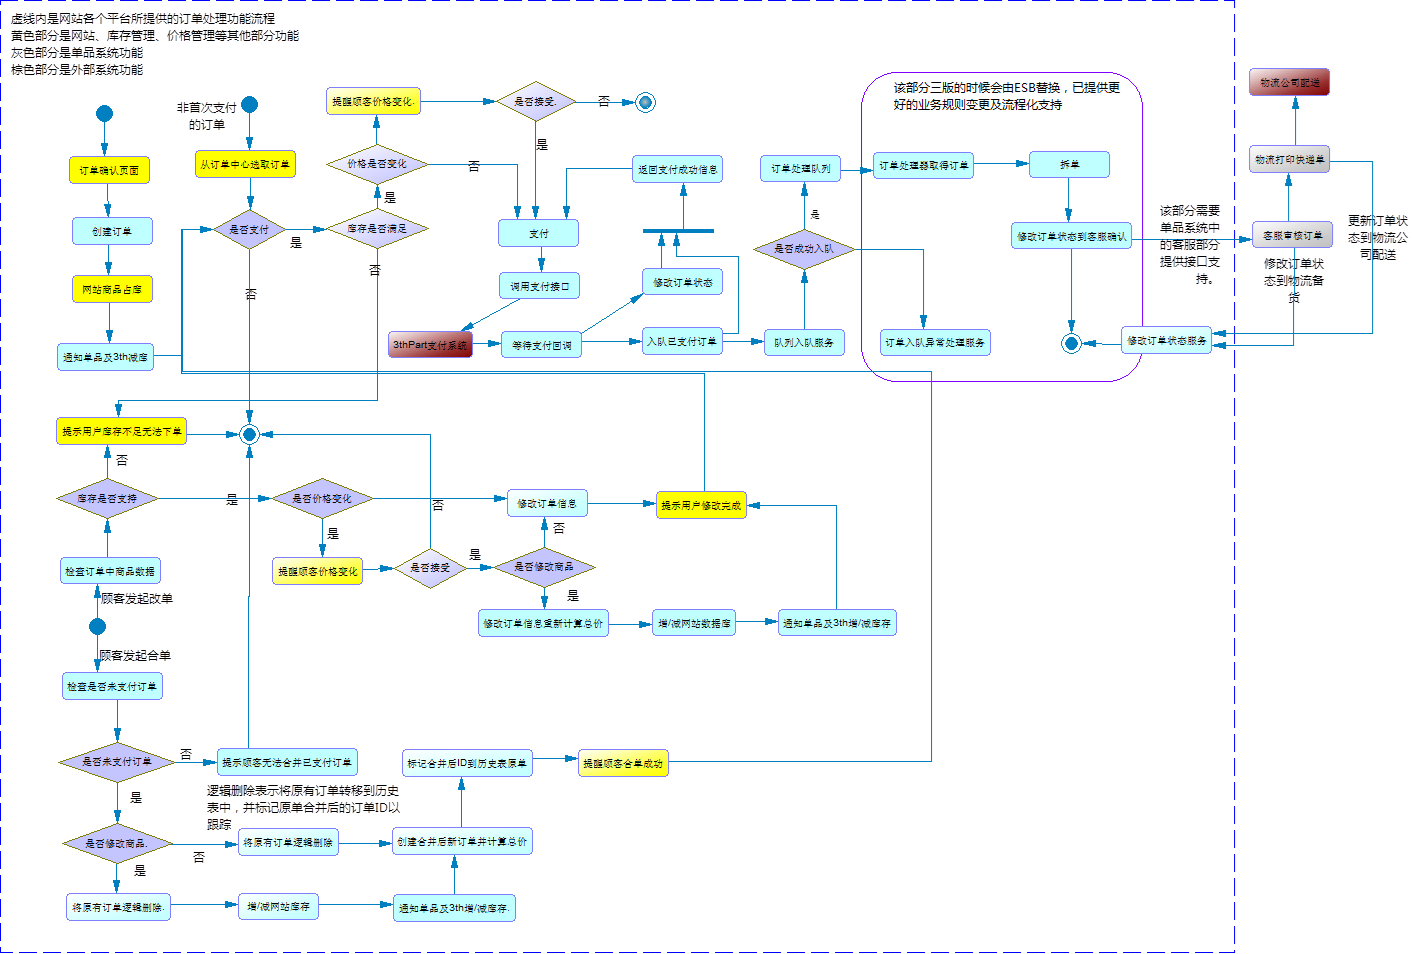 虚线内是网站各个平台所提供的订单处理功能流程
黄色部分是网站、库存管理、价格管理等其他部分功能
灰色部分是单品系统功能
棕色部分是外部系统功能
非首次支付
的订单
提醒顾客价格变化.
是否接受.
否
该部分三版的时候会由ESB替换，已提供更
好的业务规则变更及流程化支持
物流公司配送
订单确认页面
从订单中心选取订单
价格是否变化
否
是
返回支付成功信息
订单处理队列
订单处理器取得订单
拆单
物流打印快递单
创建订单
是否支付
是
是
库存是否满足
支付
是
是否成功入队
修改订单状态到客服确认
该部分需要
单品系统中
的客服部分
提供接口支
持。
客服审核订单
更新订单状
态到物流公
司配送
网站商品占库
否
否
调用支付接口
修改订单状态
修改订单状
态到物流备
货
通知单品及3th减库
3thPart支付系统
等待支付回调
入队已支付订单
队列入队服务
订单入队异常处理服务
修改订单状态服务
提示用户库存不足无法下单
否
库存是否支持
是
是否价格变化
否
修改订单信息
提示用户修改完成
是
否
检查订单中商品数据
提醒顾客价格变化
是否接受
是
是否修改商品
是
顾客发起改单
修改订单信息重新计算总价
增/减网站数据库
通知单品及3th增/减库存
顾客发起合单
检查是否未支付订单
是否未支付订单
否
提示顾客无法合并已支付订单
标记合并后ID到历史表原单
提醒顾客合单成功
是
逻辑删除表示将原有订单转移到历史
表中，并标记原单合并后的订单ID以
跟踪
是否修改商品.
否
将原有订单逻辑删除
创建合并后新订单并计算总价
是
将原有订单逻辑删除.
增/减网站库存
通知单品及3th增/减库存.